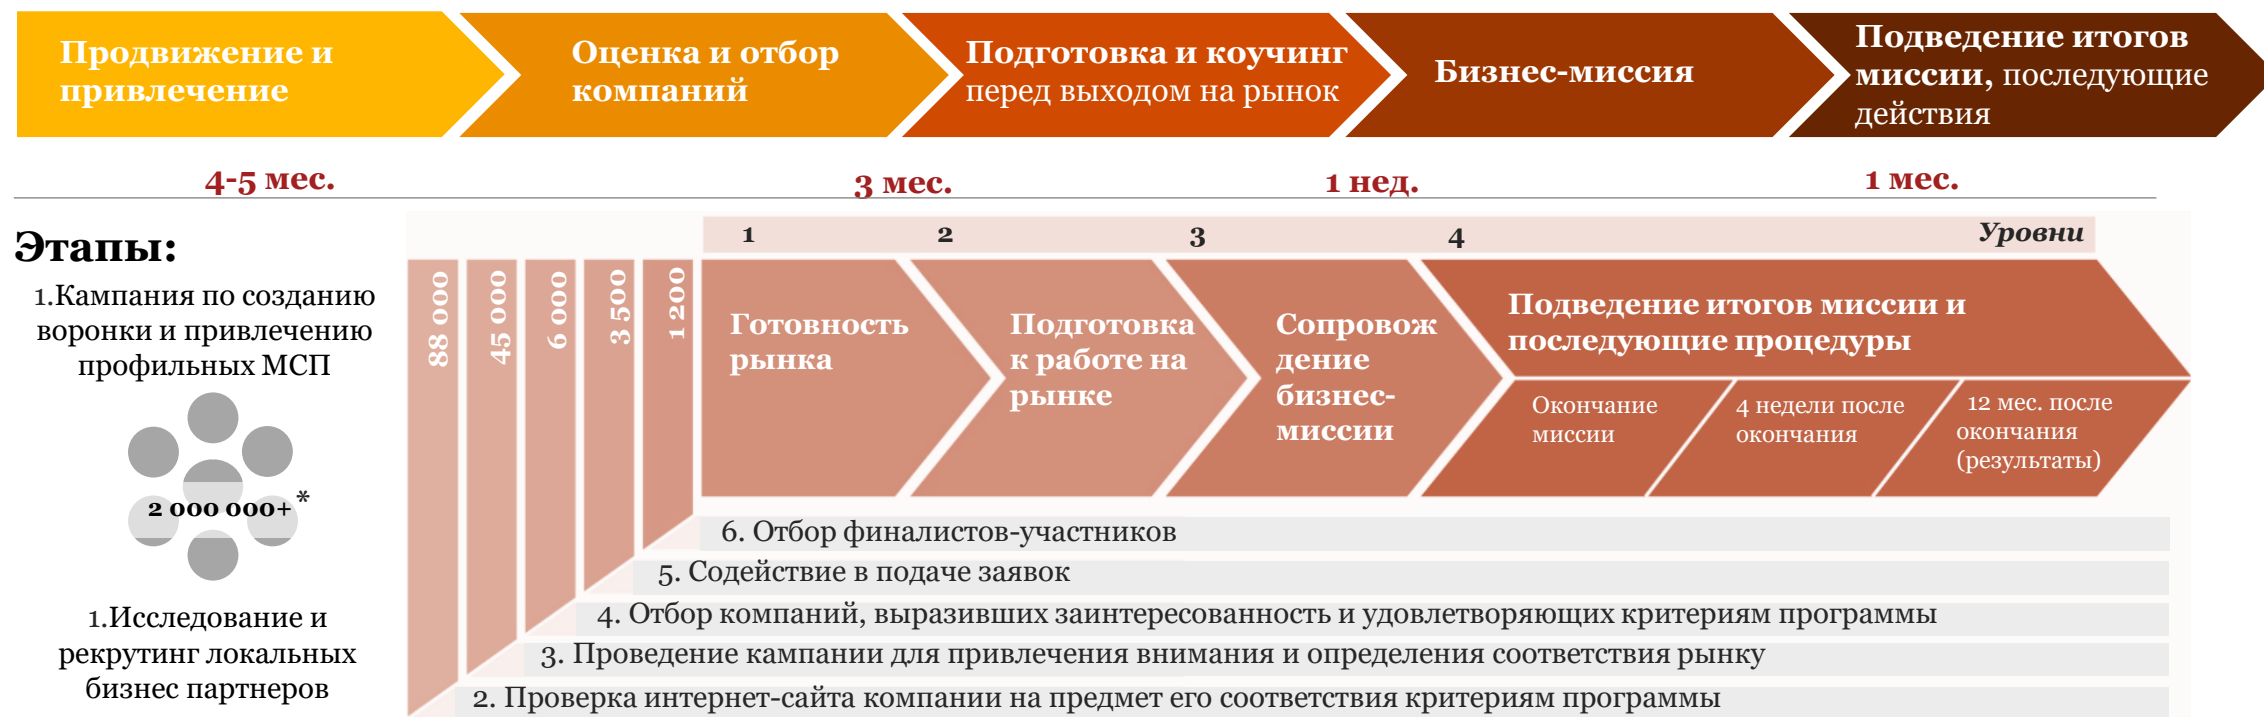 Продвижение и
привлечение
Оценка и отбор
компаний
Подготовка и коучинг
перед выходом на рынок
Бизнес-миссия
Подведение итогов
миссии, последующие
действия
4-5 мес.
3 мес.
1 нед.
1 мес.
Этапы:
1.Кампания по созданию
воронки и привлечению
профильных МСП
2 000 000+*
1.Исследование и
рекрутинг локальных
бизнес партнеров
88 000
45 000
6 000
3 500
1 200
1
2
3
4
Уровни
Готовность
рынка
Подготовка
к работе на
рынке
Сопровож
дение
бизнес-
миссии
Подведение итогов миссии и
последующие процедуры
Окончание
миссии
4 недели после
окончания
12 мес. после
окончания
(результаты)
6. Отбор финалистов-участников
5. Содействие в подаче заявок
4. Отбор компаний, выразивших заинтересованность и удовлетворяющих критериям программы
3. Проведение кампании для привлечения внимания и определения соответствия рынку
2. Проверка интернет-сайта компании на предмет его соответствия критериям программы